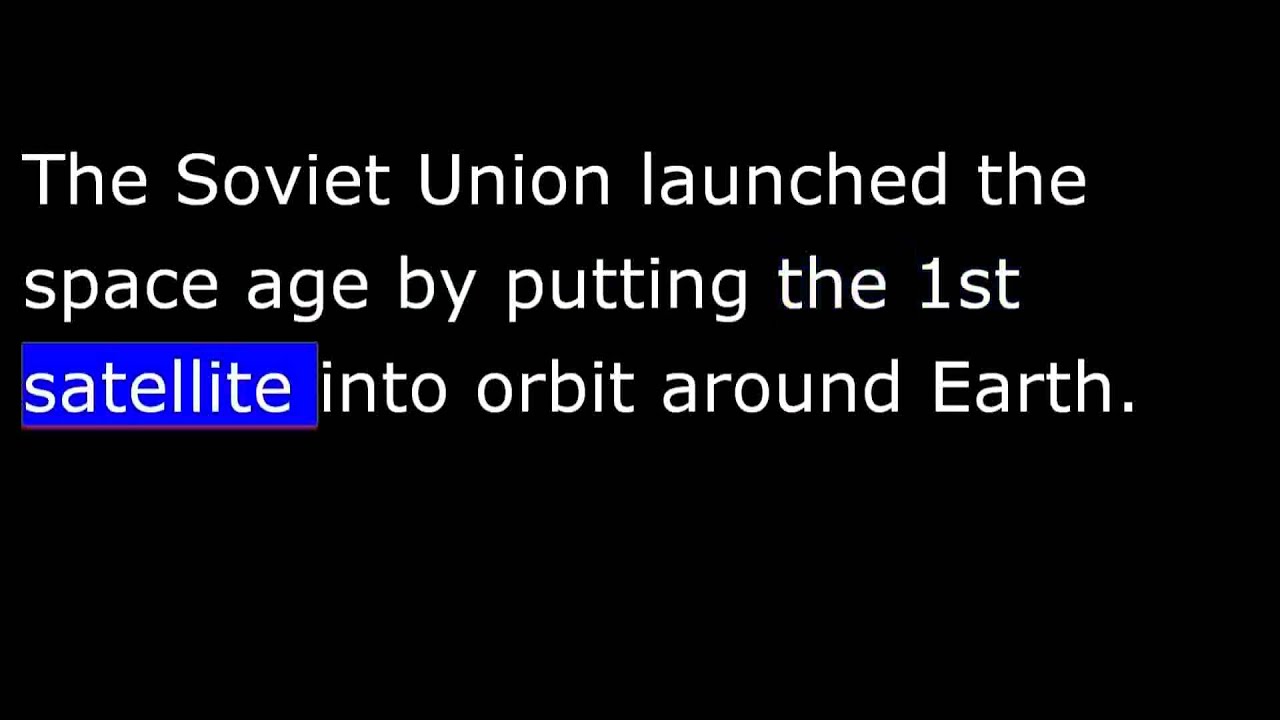 The Soviet Union launched the
space age by putting the 1st
satellite into orbit around Earth.